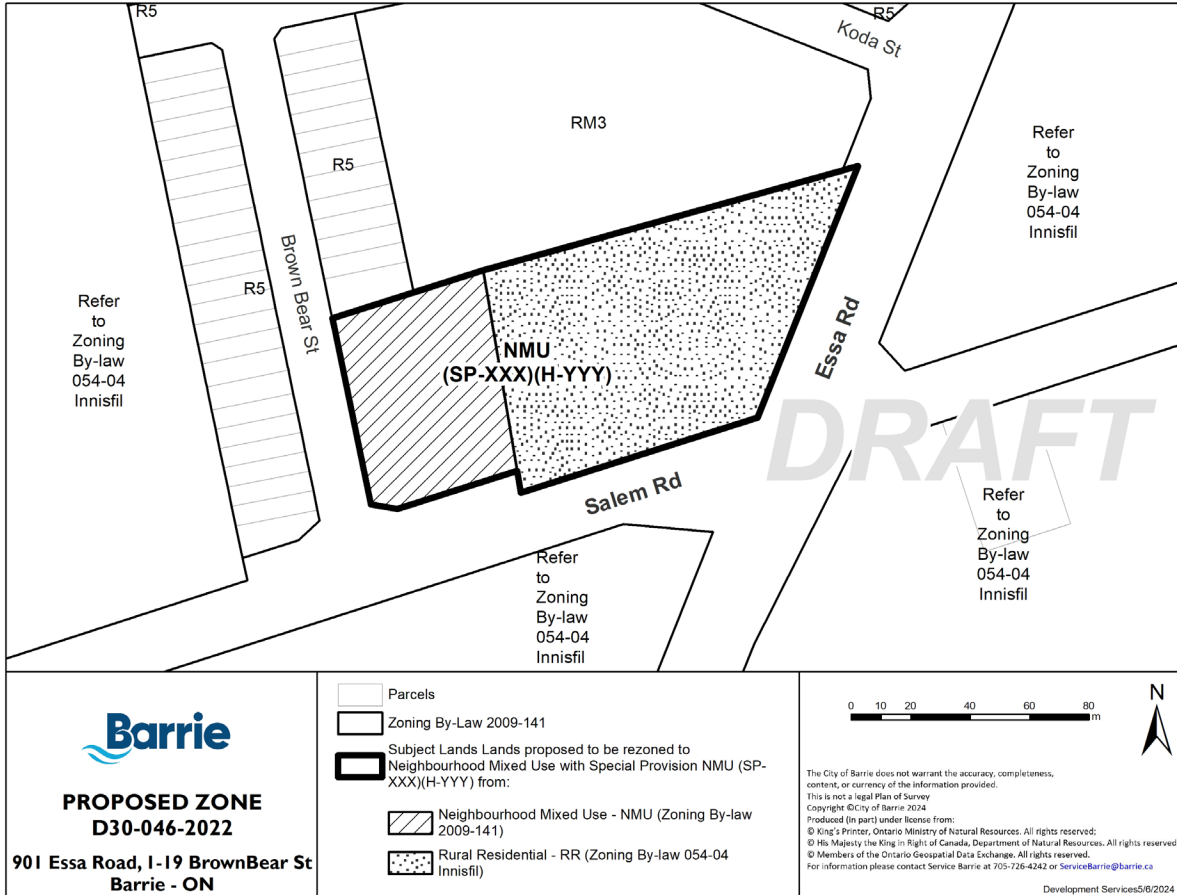 R5
R5
Koda St
RM3
R5
Refer
to
Zoning
By-law
054-04
Innisfil
Brown Bear St
R5
Refer
to
Zoning
By-law
054-04
Innisfil
Essa Rd
NMU
(SP-XXX)(H-YYY)
DRAFT
Salem Rd
Refer
to
Zoning
By-law
054-04
Innisfil
Refer
to
Zoning
By-law
054-04
Innisfil
Barrie
PROPOSED ZONE
D30-046-2022
901 Essa Road, 1-19 BrownBear St
Barrie - ON
Parcels
Zoning By-Law 2009-141
Subject Lands Lands proposed to be rezoned to
Neighbourhood Mixed Use with Special Provision NMU (SP-
XXX)(H-YYY) from:
Neighbourhood Mixed Use - NMU (Zoning By-law
2009-141)
Rural Residential - RR (Zoning By-law 054-04
Innisfil)
0 10 20 40 60 80
m
N
The City of Barrie does not warrant the accuracy, completeness,
content, or currency of the information provided.
This is not a legal Plan of Survey
Copyright ©City of Barrie 2024
Produced (in part) under license from:
© King's Printer, Ontario Ministry of Natural Resources. All rights reserved;
© His Majesty the King in Right of Canada, Department of Natural Resources. All rights reserved
© Members of the Ontario Geospatial Data Exchange. All rights reserved.
For information please contact Service Barrie at 705-726-4242 or ServiceBarrie@barrie.ca
Development Services5/6/2024